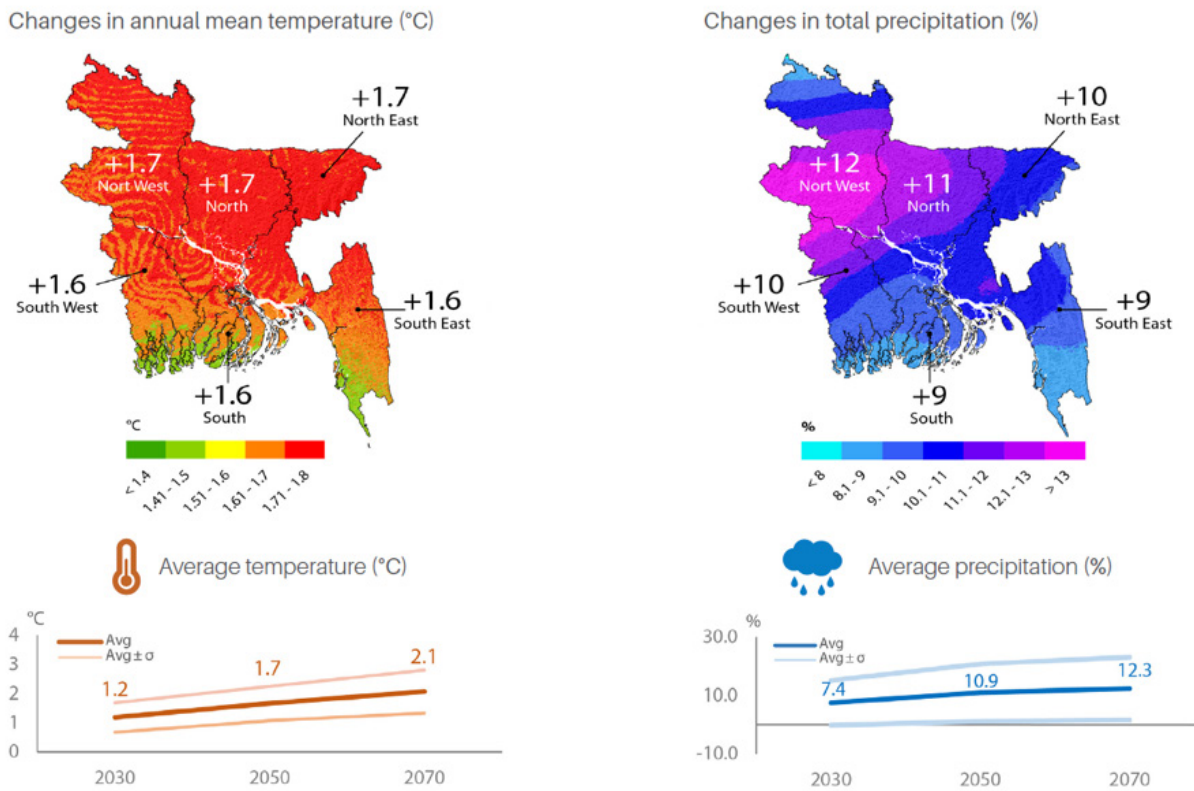 Changes in annual mean temperature (°C)
+1.7
North East
+1.7
Nort West
+1.7
North
+1.6
South West
+1.6
South East
+1.6
South
°C
< 1.4
1.41 - 1.5
1.51 - 1.6
1.61 - 1.7
1.71 - 1.8
Changes in total precipitation (%)
+10
North East
+12
Nort West
+11
North
+10
South West
+9
South East
+9
South
%
< 8
8.1 - 9
9.1 - 10
10.1 - 11
11.1 - 12
12.1 - 13
> 13
Average temperature (°C)
°C
4
3
2
1
0
Avg
Avg ± σ
1.2
1.7
2.1
2030
2050
2070
Average precipitation (%)
%
30.0
10.0
-10.0
Avg
Avg ± σ
7.4
10.9
12.3
2030
2050
2070